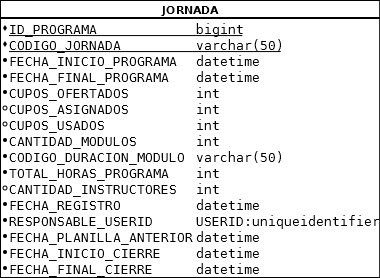 JORNADA
ID_PROGRAMA bigint
CODIGO_JORNADA varchar(50)
FECHA_INICIO_PROGRAMA datetime
FECHA_FINAL_PROGRAMA datetime
CUPOS_OFERTADOS int
CUPOS_ASIGNADOS int
CUPOS_USADOS int
CANTIDAD_MODULOS int
CODIGO_DURACION_MODULO varchar(50)
TOTAL_HORAS_PROGRAMA int
CANTIDAD_INSTRUCTORES int
FECHA_REGISTRO datetime
RESPONSABLE_USERID USERID:uniqueidentifier
FECHA_PLANILLA_ANTERIOR datetime
FECHA_INICIO_CIERRE datetime
FECHA_FINAL_CIERRE datetime